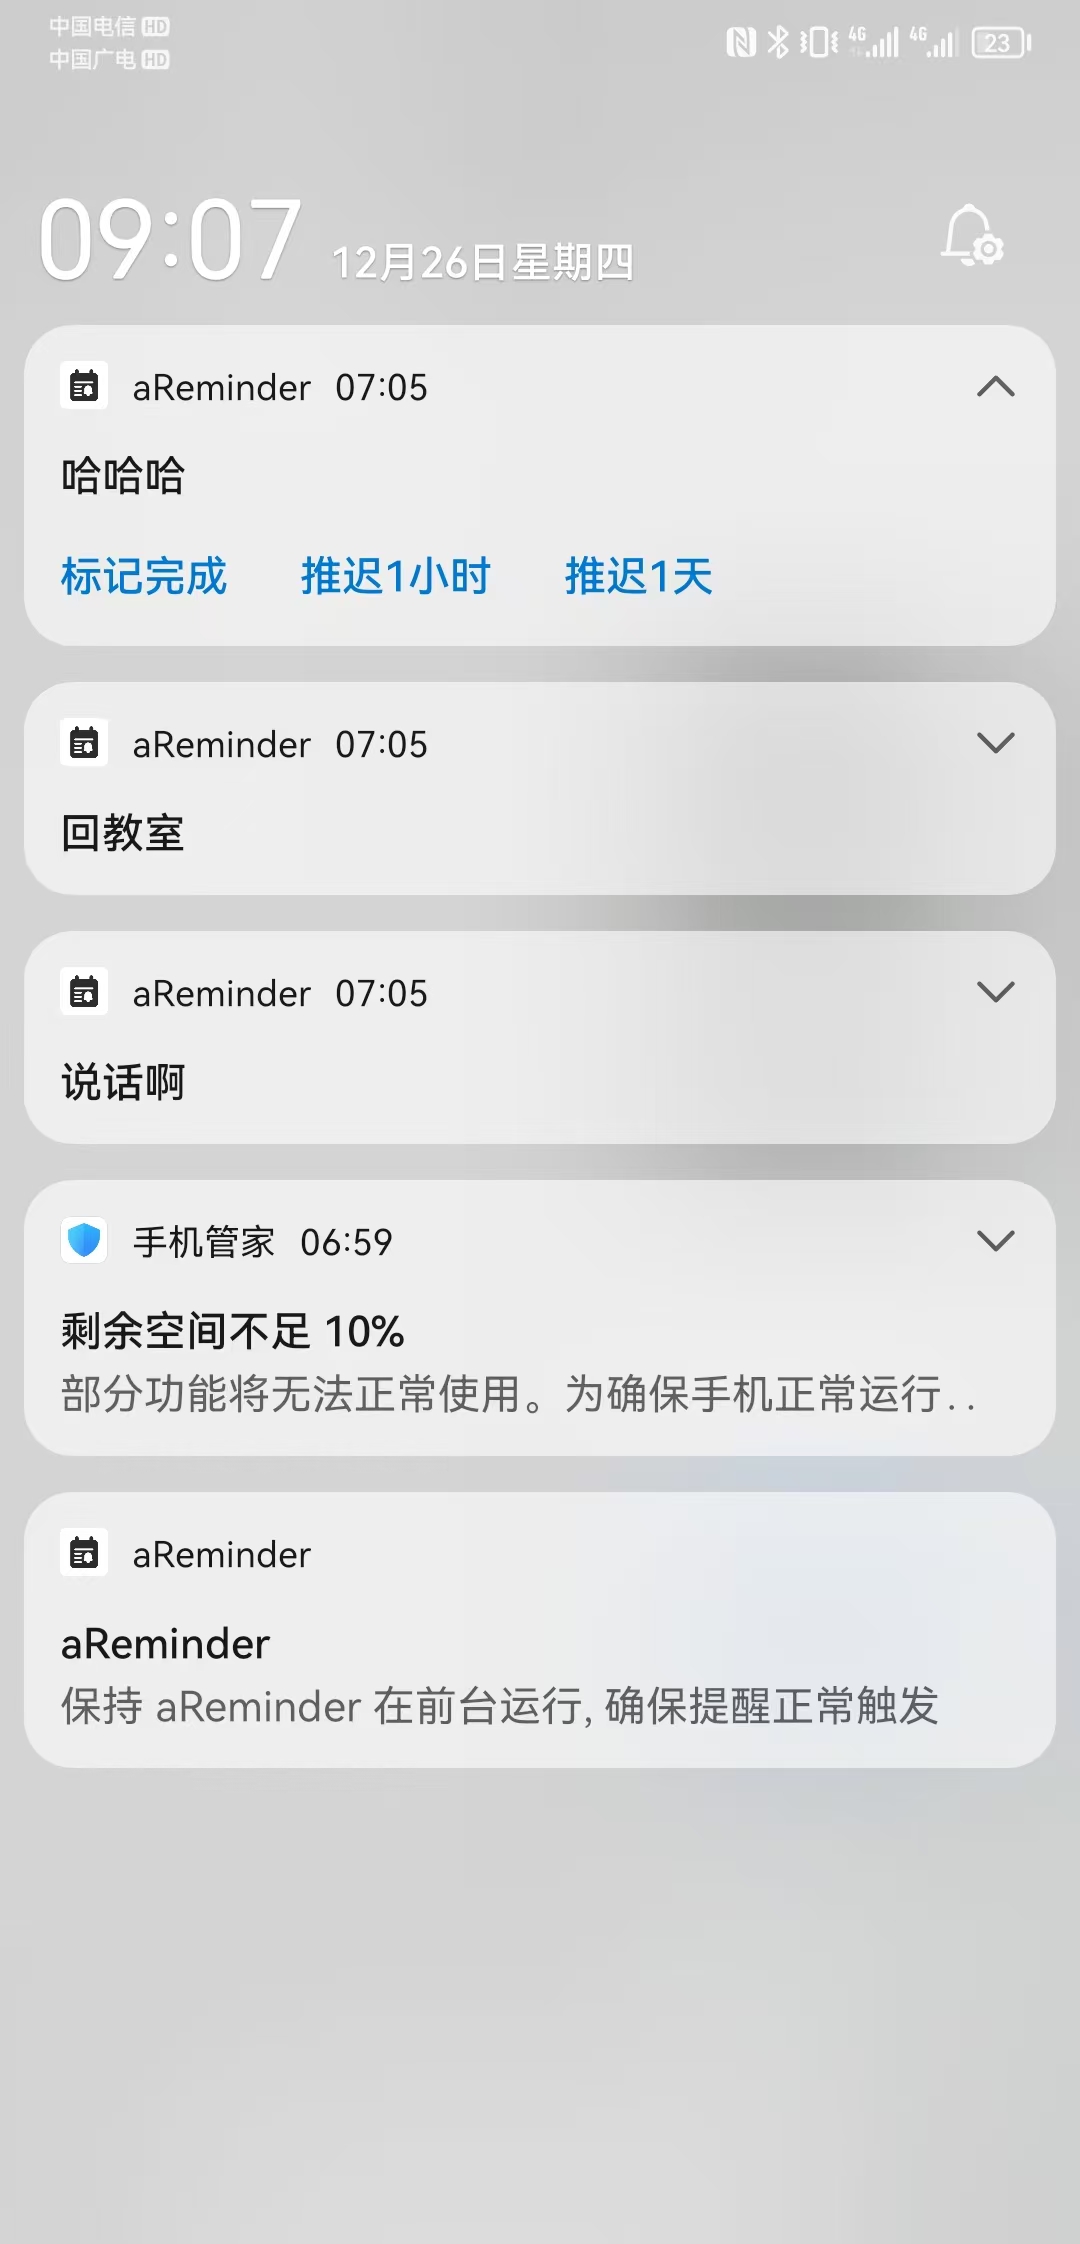 中国电信 HD
中国广电 HD
4G 4G 23
09:07 12月26日星期四
aReminder 07:05
哈哈哈
标记完成 推迟1小时 推迟1天
aReminder 07:05
回教室
aReminder 07:05
说话啊
手机管家 06:59
剩余空间不足 10%
部分功能将无法正常使用。为确保手机正常运行..
aReminder
aReminder
保持 aReminder 在前台运行, 确保提醒正常触发